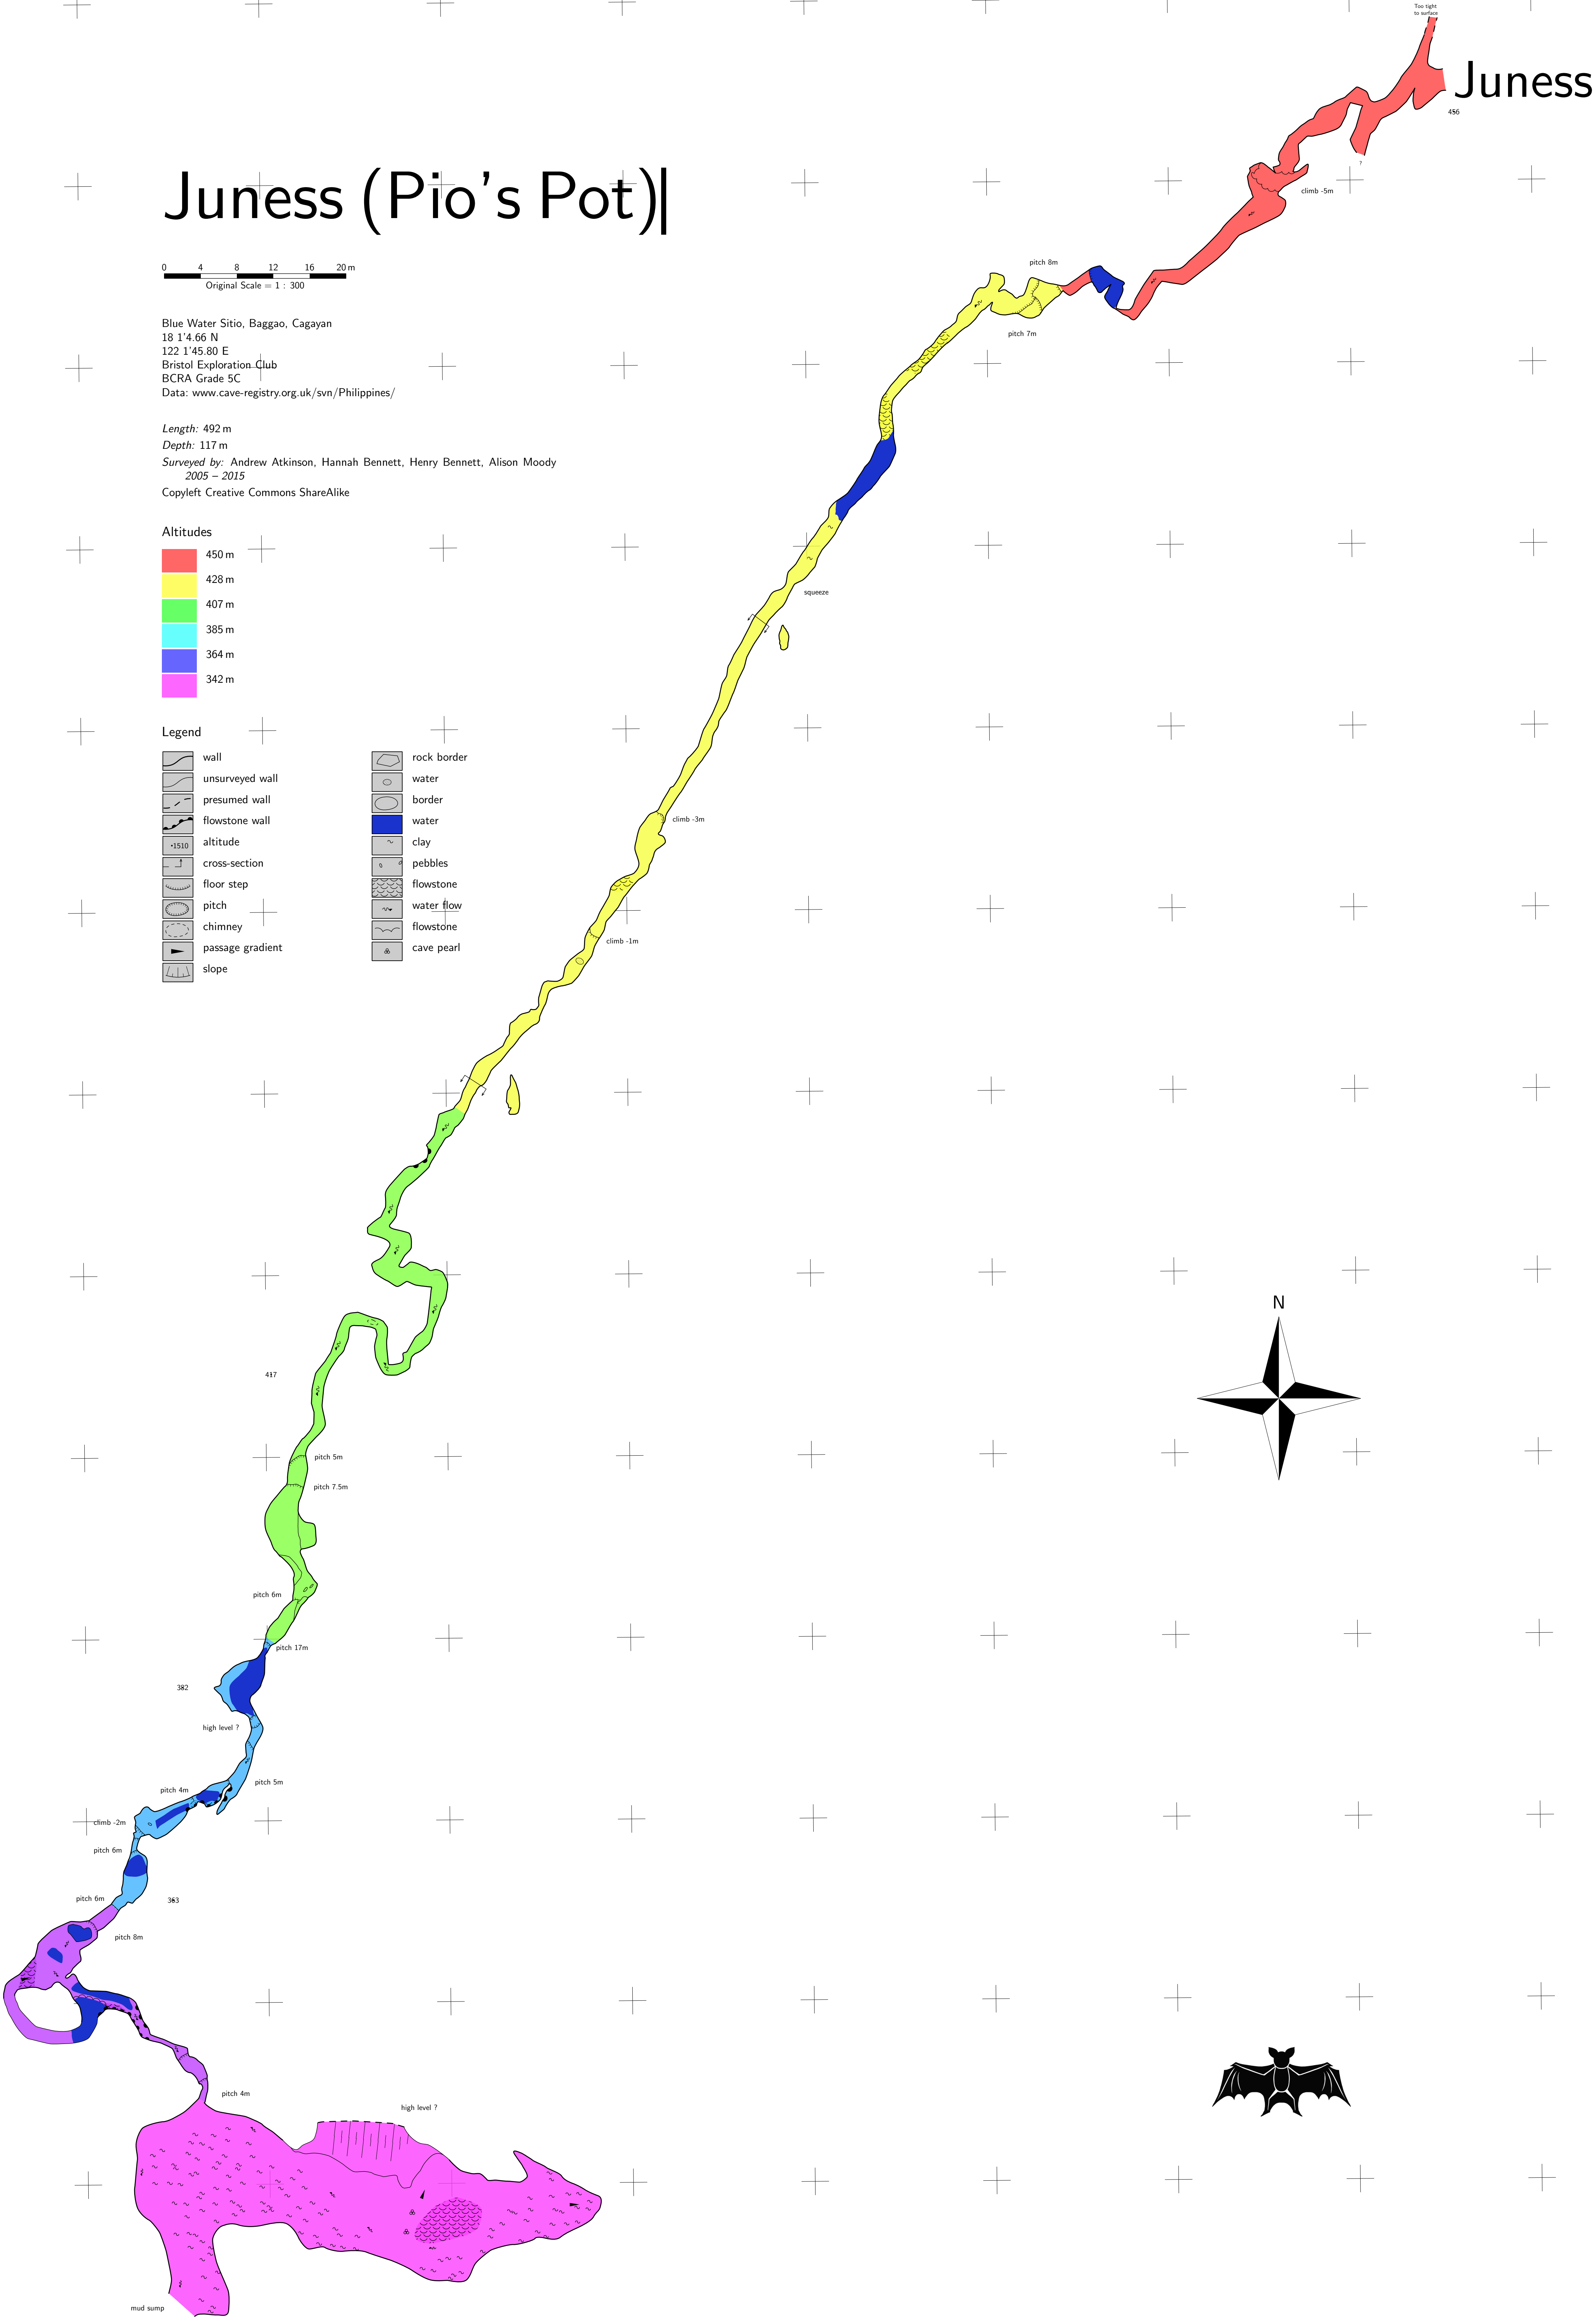 Too tight
to surface
Juness
456
?
climb -5m
Juness (Pio's Pot)
0 4 8 12 16 20 m
Original Scale = 1 : 300
pitch 8m
pitch 7m
Blue Water Sitio, Baggao, Cagayan
18 1'4.66 N
122 1'45.80 E
Bristol Exploration Club
BCRA Grade 5C
Data: www.cave-registry.org.uk/svn/Philippines/
Length: 492 m
Depth: 117 m
Surveyed by: Andrew Atkinson, Hannah Bennett, Henry Bennett, Alison Moody
2005 – 2015
Copyleft Creative Commons ShareAlike
Altitudes
450 m
428 m
407 m
385 m
364 m
342 m
squeeze
Legend
wall
unsurveyed wall
presumed wall
flowstone wall
•1510 altitude
cross-section
floor step
pitch
chimney
passage gradient
slope
rock border
water
border
water
clay
pebbles
flowstone
water flow
flowstone
cave pearl
climb -3m
climb -1m
N
417
pitch 5m
pitch 7.5m
pitch 6m
pitch 17m
382
high level ?
pitch 5m
pitch 4m
climb -2m
pitch 6m
pitch 6m
363
pitch 8m
pitch 4m
high level ?
mud sump